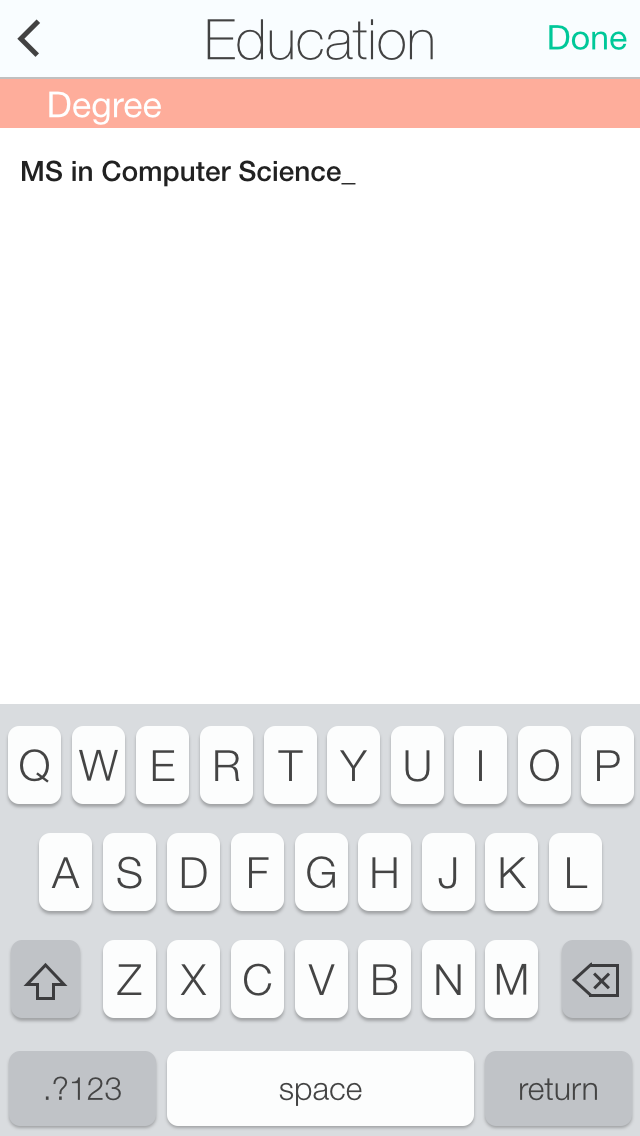 Education Done
Degree
MS in Computer Science_
Q W E R T Y U I O P
A S D F G H J K L
Z X C V B N M
.?123 space return